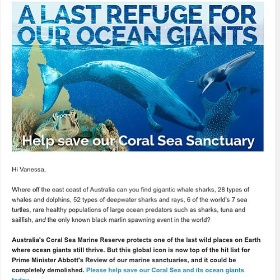 A LAST REFUGE FOR
OUR OCEAN GIANTS
Help save our Coral Sea Sanctuary
Hi Vanessa,
Where off the east coast of Australia can you find gigantic whale sharks, 28 types of
whales and dolphins, 52 types of deepwater sharks and rays, 6 of the world's 7 sea
turtles, rare healthy populations of large ocean predators such as sharks, tuna and
sailfish, and the only known black marlin spawning event in the world?
Australia's Coral Sea Marine Reserve protects one of the last wild places on Earth
where ocean giants still thrive. But this global icon is now top of the hit list for
Prime Minister Abbott's Review of our marine sanctuaries, and it could be
completely demolished. Please help save our Coral Sea and its ocean giants
today.